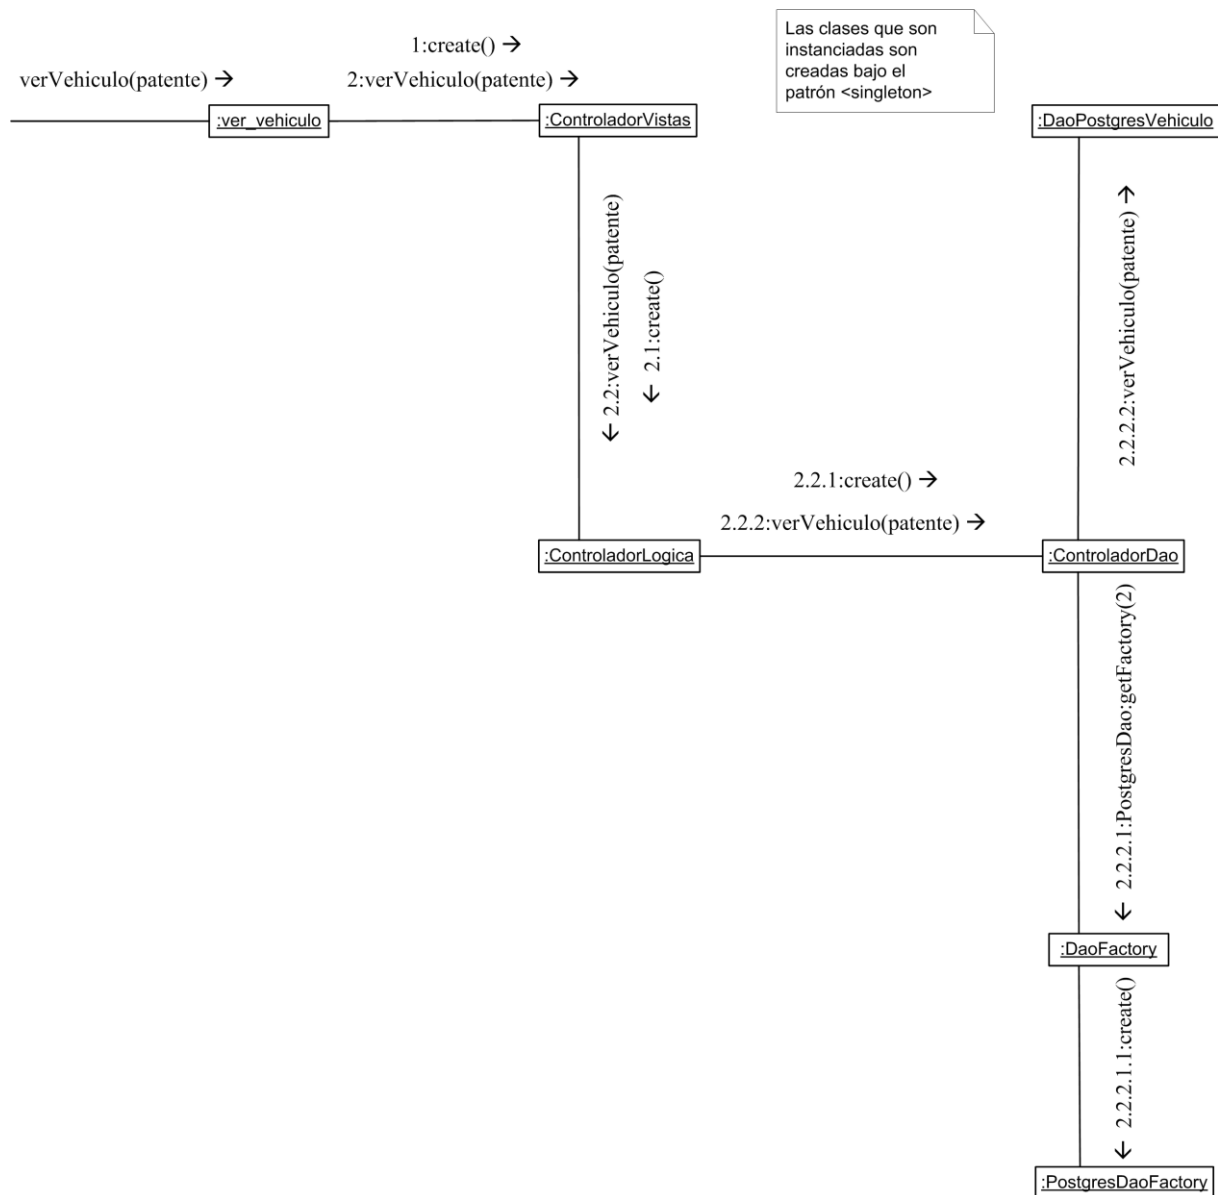 1:create() →
verVehiculo(patente) →
2:verVehiculo(patente) →
Las clases que son
instanciadas son
creadas bajo el
patrón <singleton>
:ver_vehiculo
:ControladorVistas
:DaoPostgresVehiculo
← 2.2:verVehiculo(patente)
← 2.1:create()
2.2.2.2:verVehiculo(patente) →
2.2.1:create() →
2.2.2:verVehiculo(patente) →
:ControladorLogica
:ControladorDao
← 2.2.2.1:PostgresDao:getFactory(2)
:DaoFactory
← 2.2.2.1.1:create()
:PostgresDaoFactory